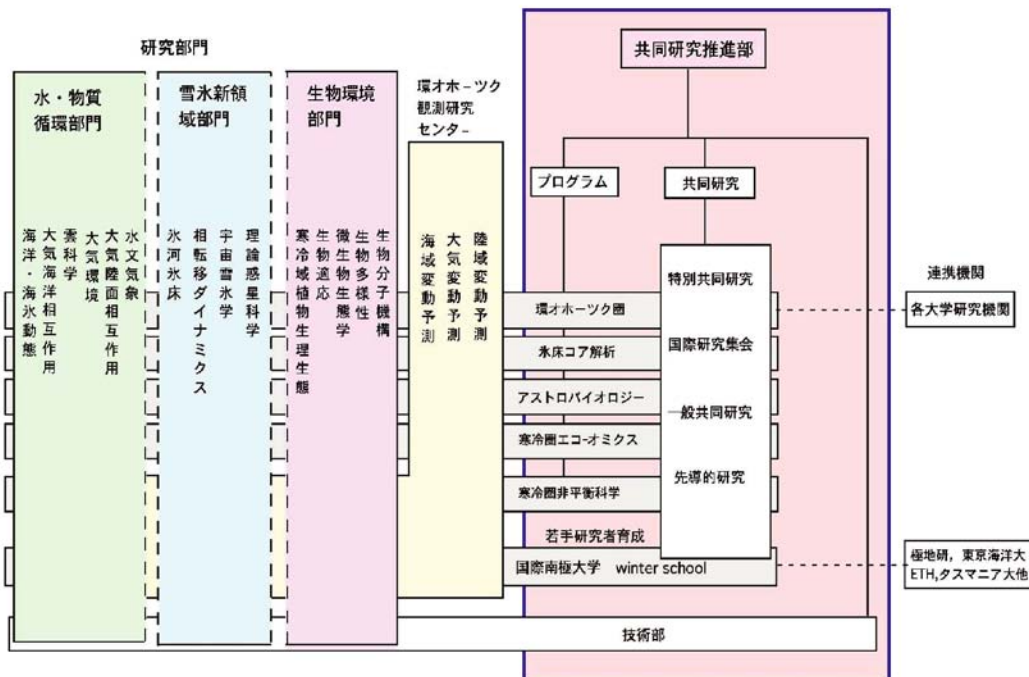 研究部門
水・物質
循環部門
海洋・海氷動態
大気海洋相互作用
雲科学
大気環境
大気陸面相互作用
水文気象
雪氷新領
域部門
氷河氷床
相転移ダイナミクス
宇宙雪氷学
理論惑星科学
生物環境
部門
寒冷域植物生理生態
生物適応
微生物生態学
生物多様性
生物分子機構
環オホーツク
観測研究
センター
海域変動予測
大気変動予測
陸域変動予測
共同研究推進部
プログラム
共同研究
環オホーツク圏
氷床コア解析
アストロバイオロジー
寒冷圏エコ-オミクス
寒冷圏非平衡科学
若手研究者育成
国際南極大学 winter school
特別共同研究
国際研究集会
一般共同研究
先導的研究
連携機関
各大学研究機関
極地研，東京海洋大
ETH,タスマニア大他
技術部